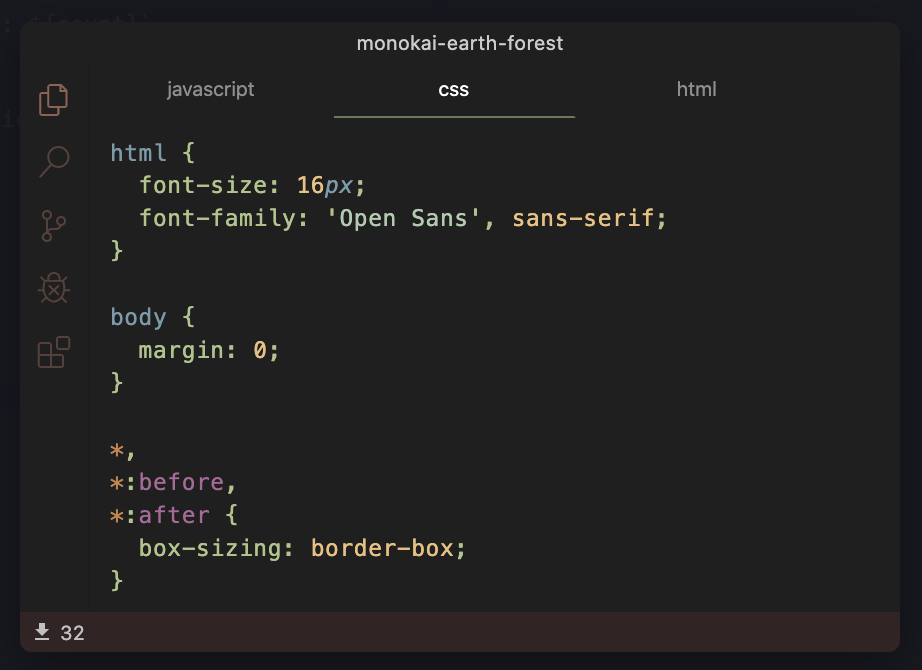 monokai-earth-forest
javascript css html
html {
  font-size: 16px;
  font-family: 'Open Sans', sans-serif;
}
body {
  margin: 0;
}
*,
*:before,
*:after {
  box-sizing: border-box;
}
32